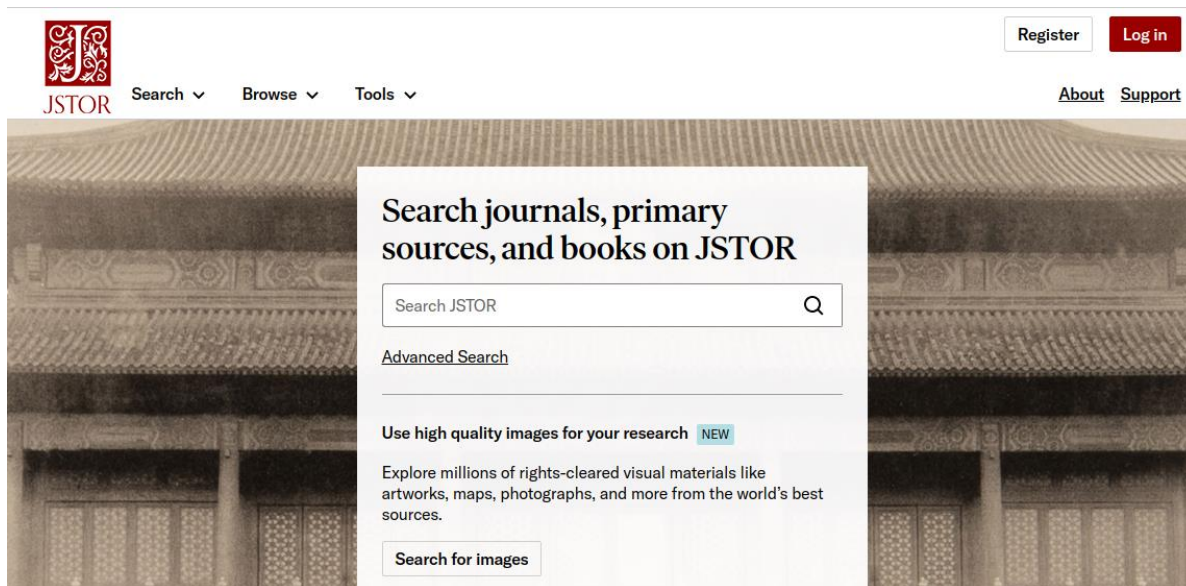 Register
Log in
JSTOR
Search
Browse
Tools
About
Support
Search journals, primary
sources, and books on JSTOR
Search JSTOR
Advanced Search
Use high quality images for your research NEW
Explore millions of rights-cleared visual materials like
artworks, maps, photographs, and more from the world’s best
sources.
Search for images